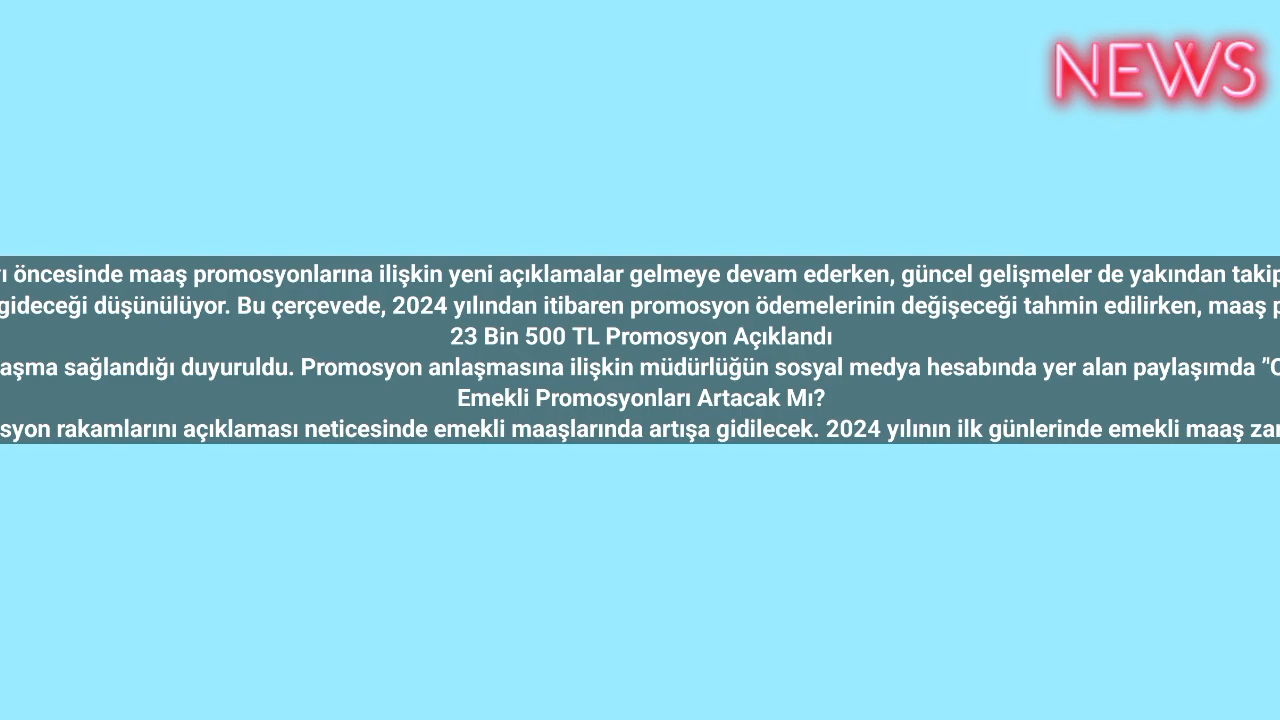 NEWS
öncesinde maaş promosyonlarına ilişkin yeni açıklamalar gelmeye devam ederken, güncel gelişmeler de yakından takip
gideceği düşünülüyor. Bu çerçevede, 2024 yılından itibaren promosyon ödemelerinin değişeceği tahmin edilirken, maaş
23 Bin 500 TL Promosyon Açıklandı
aşma sağlandığı duyuruldu. Promosyon anlaşmasına ilişkin müdürlüğün sosyal medya hesabında yer alan paylaşımda "
Emekli Promosyonları Artacak Mı?
syon rakamlarını açıklaması neticesinde emekli maaşlarında artışa gidilecek. 2024 yılının ilk günlerinde emekli maaş